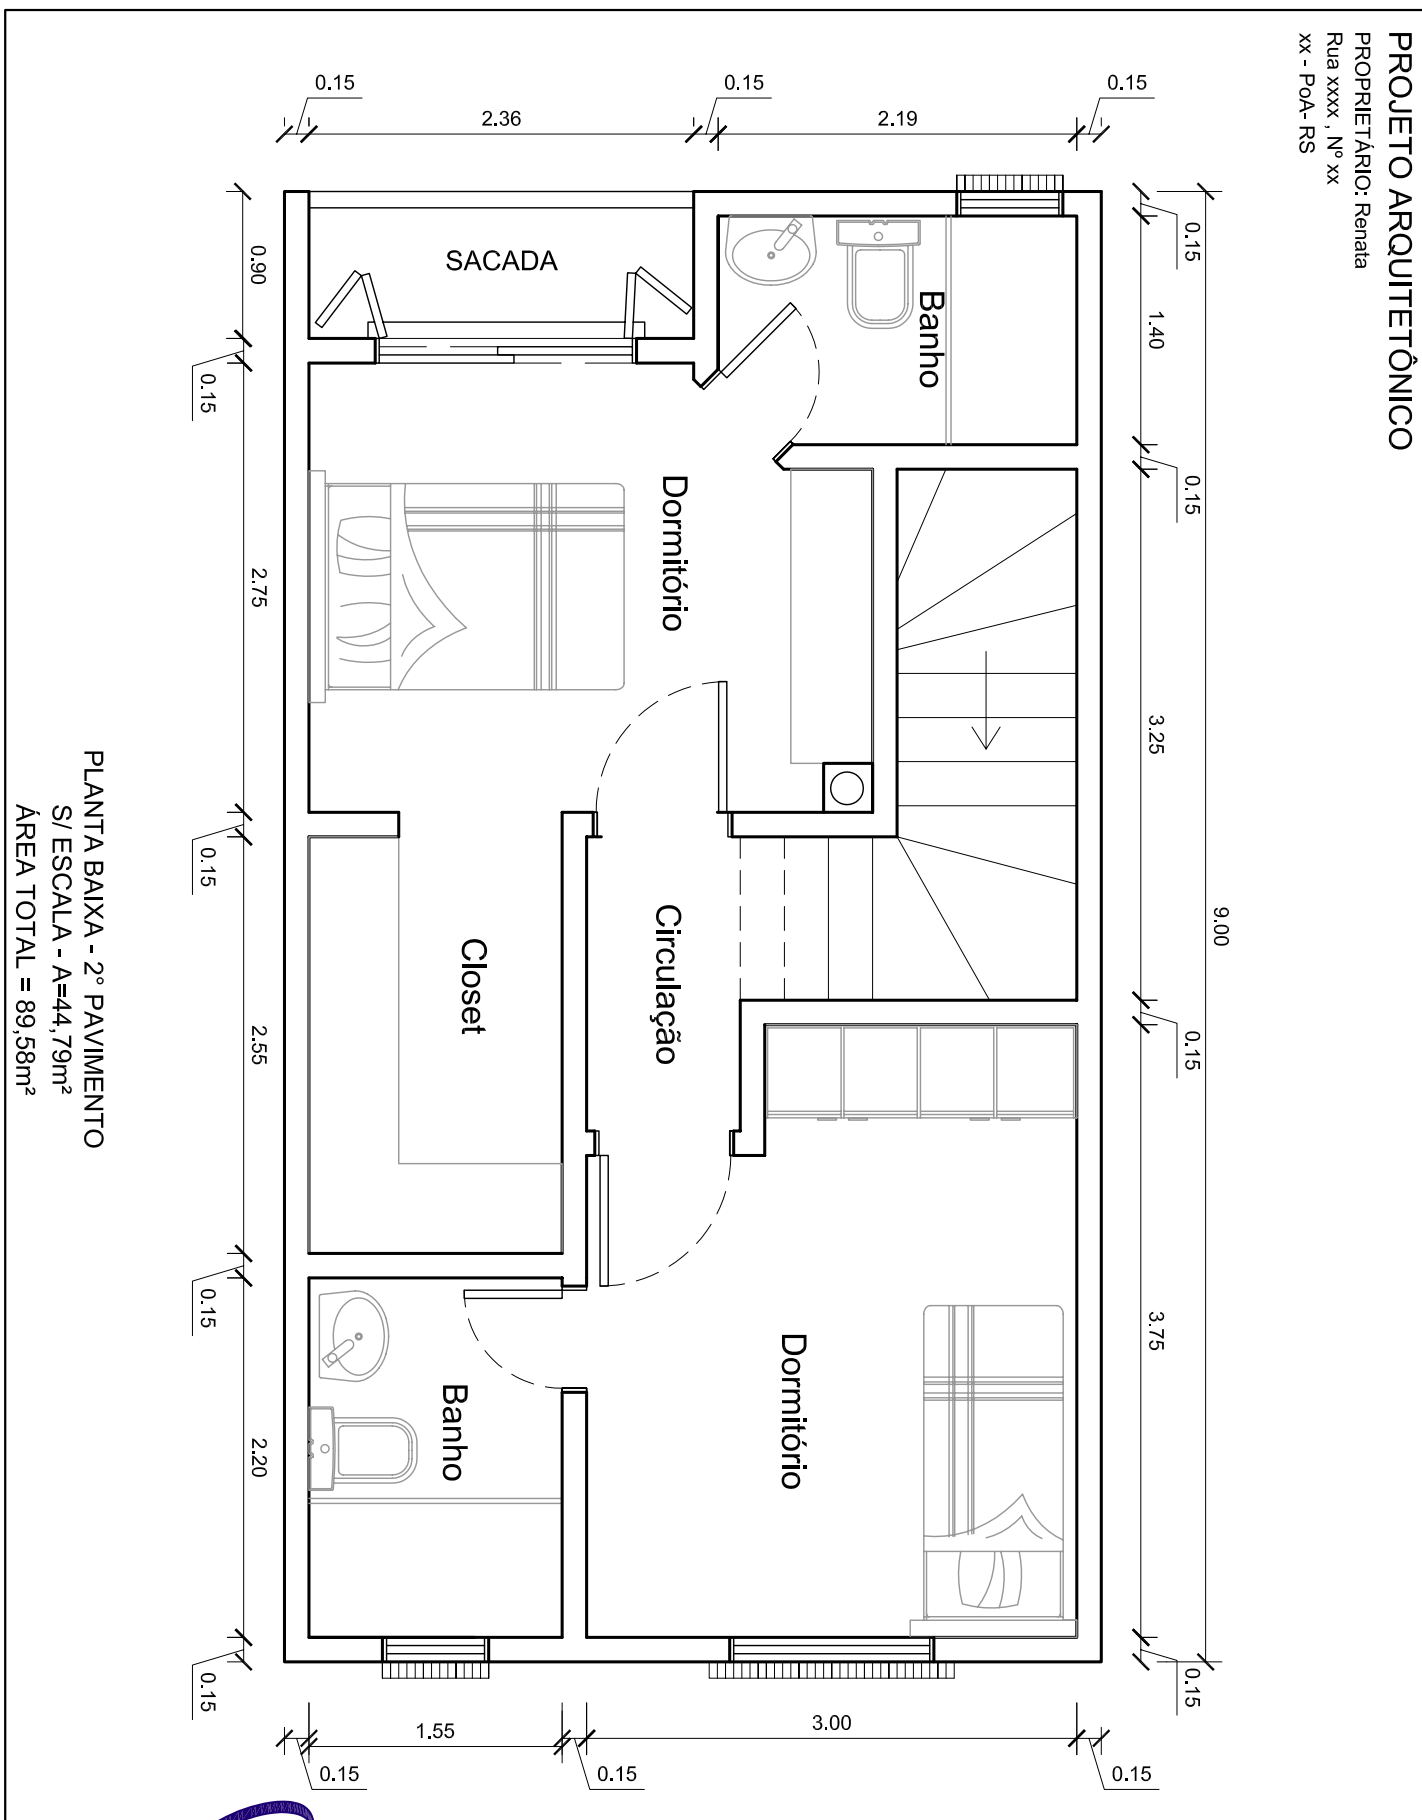 PROJETO ARQUITETÔNICO
PROPRIETÁRIO: Renata
Rua xxxx , Nº xx
xx - PoA- RS
0.15
2.36
0.15
2.19
0.15
0.15
1.40
0.15
3.25
9.00
0.15
3.75
0.15
0.90
0.15
2.75
0.15
2.55
0.15
2.20
0.15
SACADA
Banho
Dormitório
Circulação
Closet
Dormitório
Banho
0.15
1.55
0.15
3.00
0.15
PLANTA BAIXA - 2° PAVIMENTO
S/ ESCALA - A=44,79m²
ÁREA TOTAL = 89,58m²